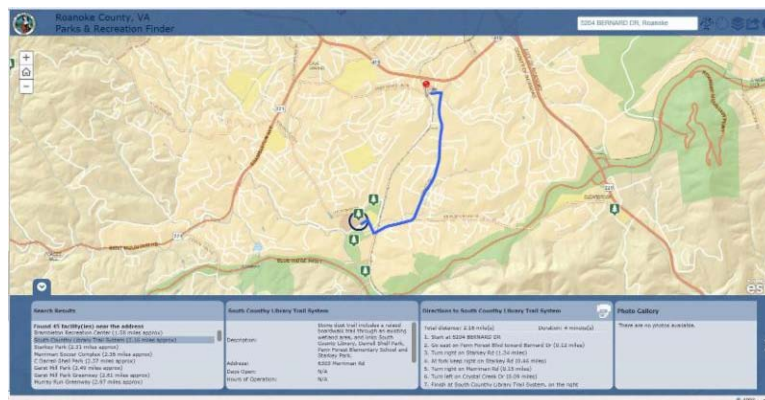 Roanoke County, VA
Parks & Recreation Finder
5204 BERNARD DR, Roanoke
+
−
Search Results
Found 45 facility(ies) near the address
Brambleton Recreation Center (1.59 miles approx)
South County Library Trail System (2.16 miles approx)
Starkey Park (2.31 miles approx)
Merriman Soccer Complex (2.35 miles approx)
C Darrell Shell Park (2.37 miles approx)
Garst Mill Park (2.49 miles approx)
Garst Mill Park Greenway (2.81 miles approx)
Murray Run Greenway (2.97 miles approx)
South County Library Trail System
Description:
Stone dust trail includes a raised
boardwalk trail through an existing
wetland area, and links South
County Library, Darrell Shell Park,
Penn Forest Elementary School and
Starkey Park.
Address:
6303 Merriman Rd
Days Open:
N/A
Hours of Operation:
N/A
Directions to South County Library Trail System
Total distance: 2.59 mile(s)
Duration: 4 minute(s)
1. Start at 5204 BERNARD DR
2. Go east on Penn Forest Blvd toward Bernard Dr (0.12 miles)
3. Turn right on Starkey Rd (1.34 miles)
4. At fork keep right on Starkey Rd (0.44 miles)
5. Turn right on Merriman Rd (0.19 miles)
6. Turn left on Crystal Creek Dr (0.09 miles)
7. Finish at South County Library Trail System, on the right
Photo Gallery
There are no photos available.
es